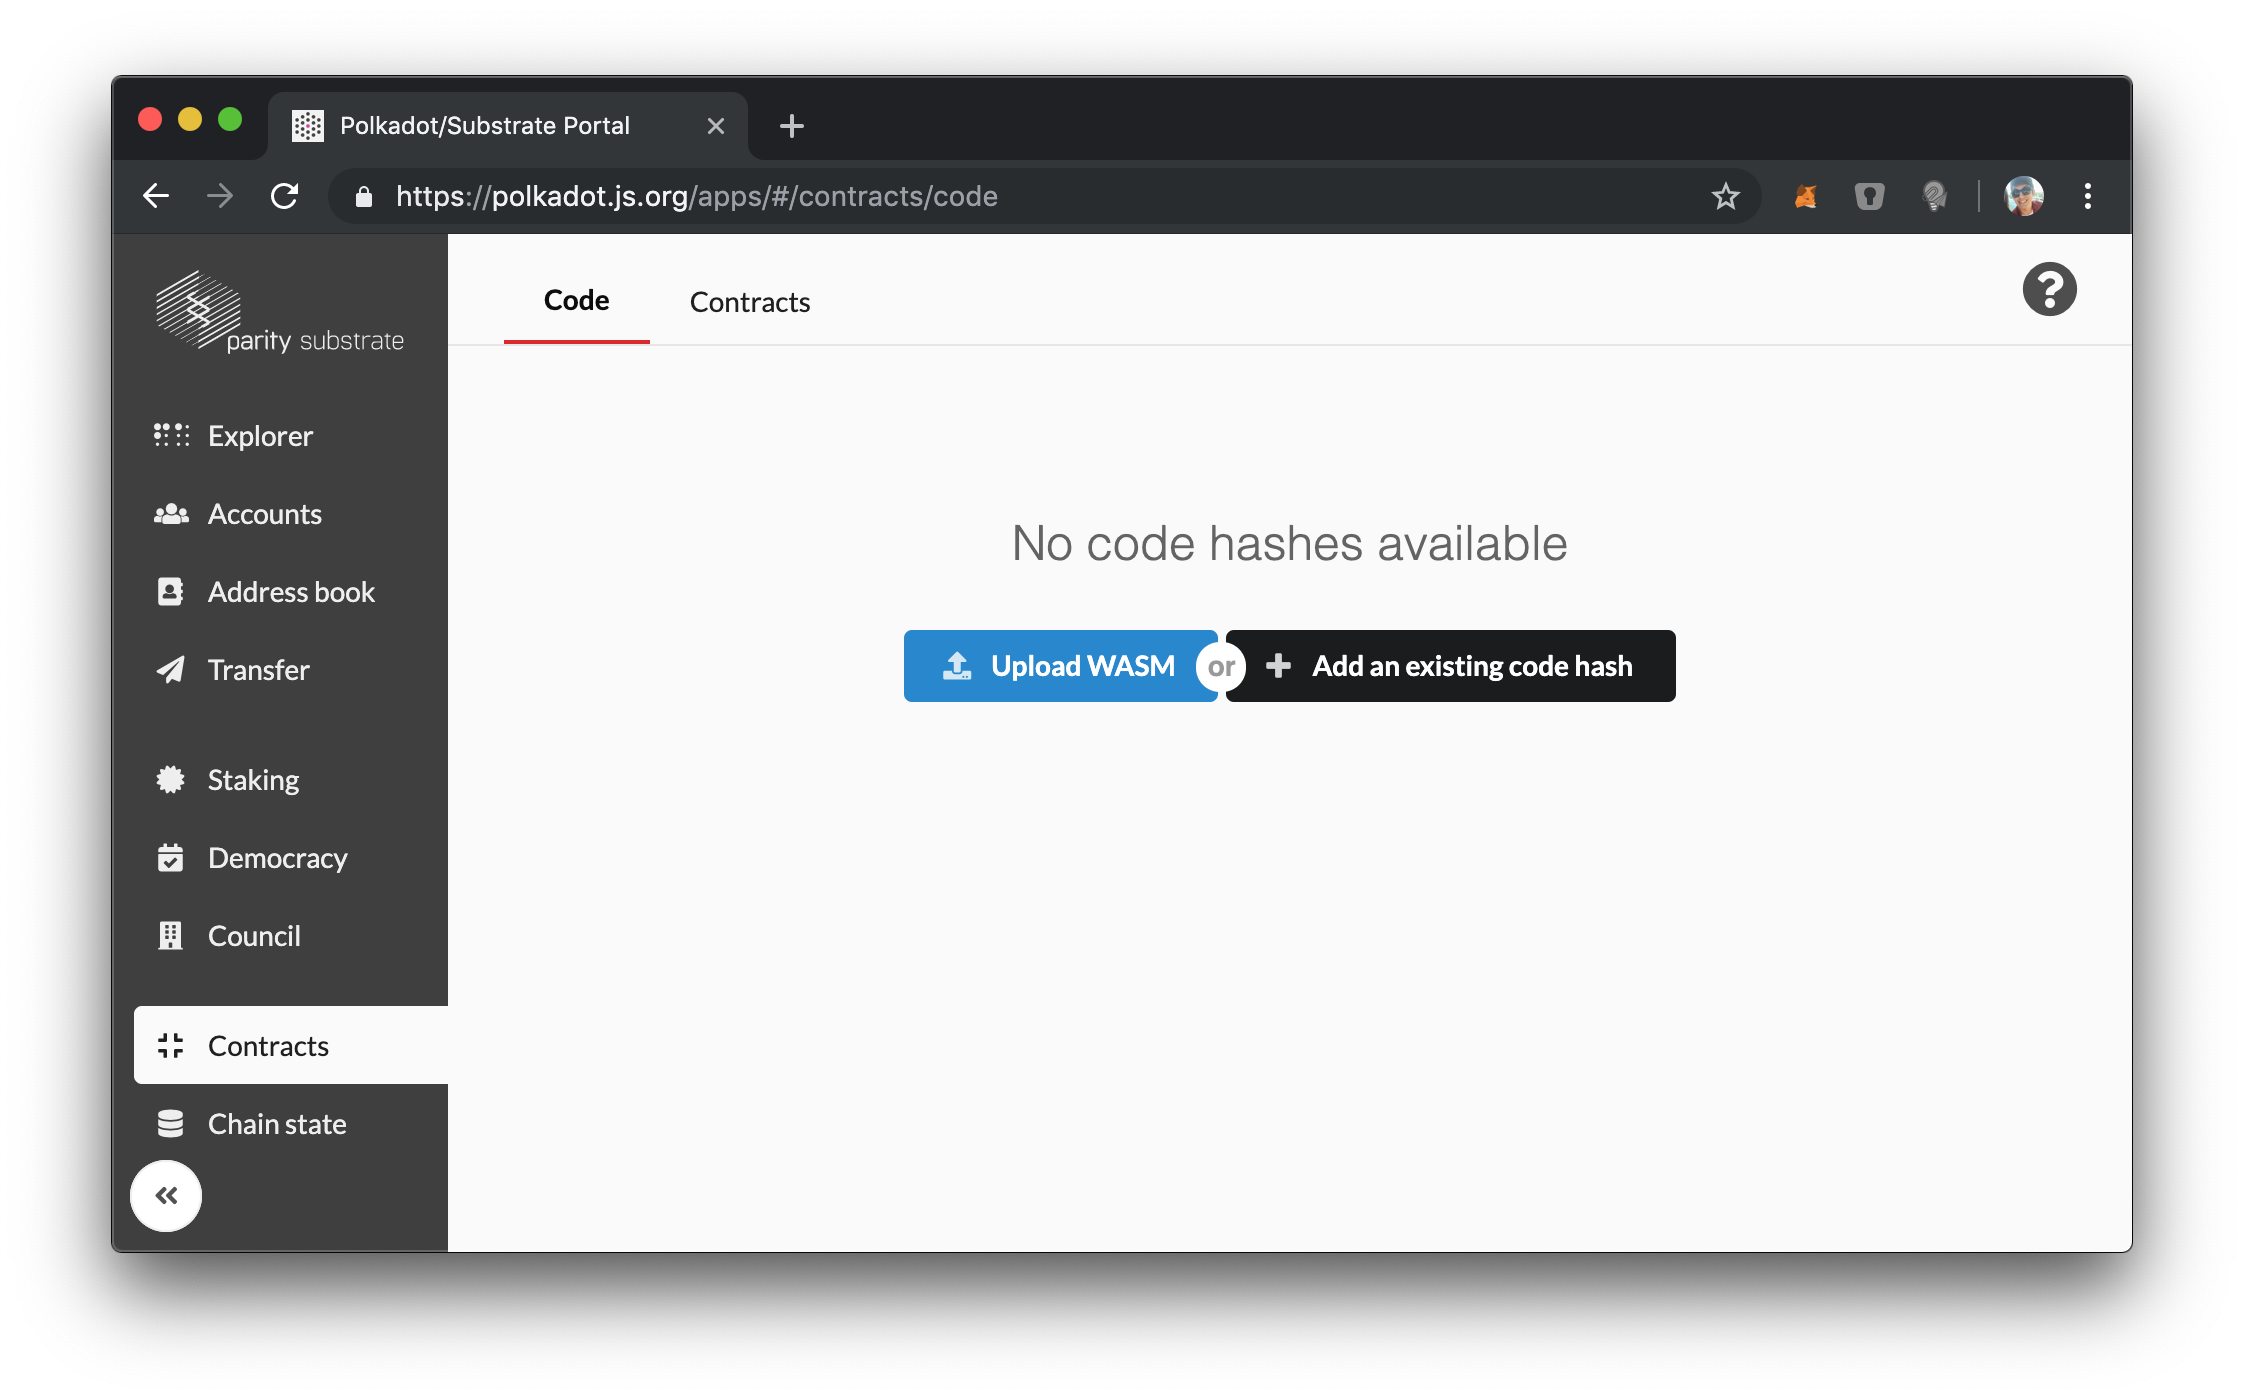 Polkadot/Substrate Portal
https://polkadot.js.org/apps/#/contracts/code
parity substrate
Code Contracts
Explorer
Accounts
Address book
Transfer
Staking
Democracy
Council
Contracts
Chain state
No code hashes available
Upload WASM or Add an existing code hash